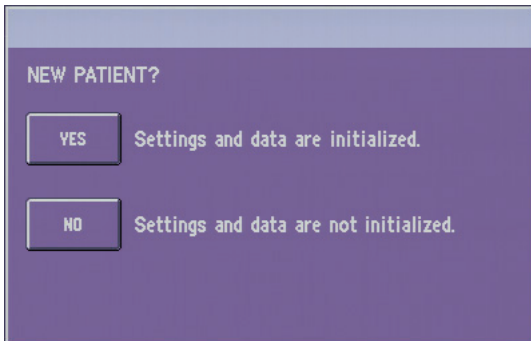 NEW PATIENT?
YES Settings and data are initialized.
NO Settings and data are not initialized.